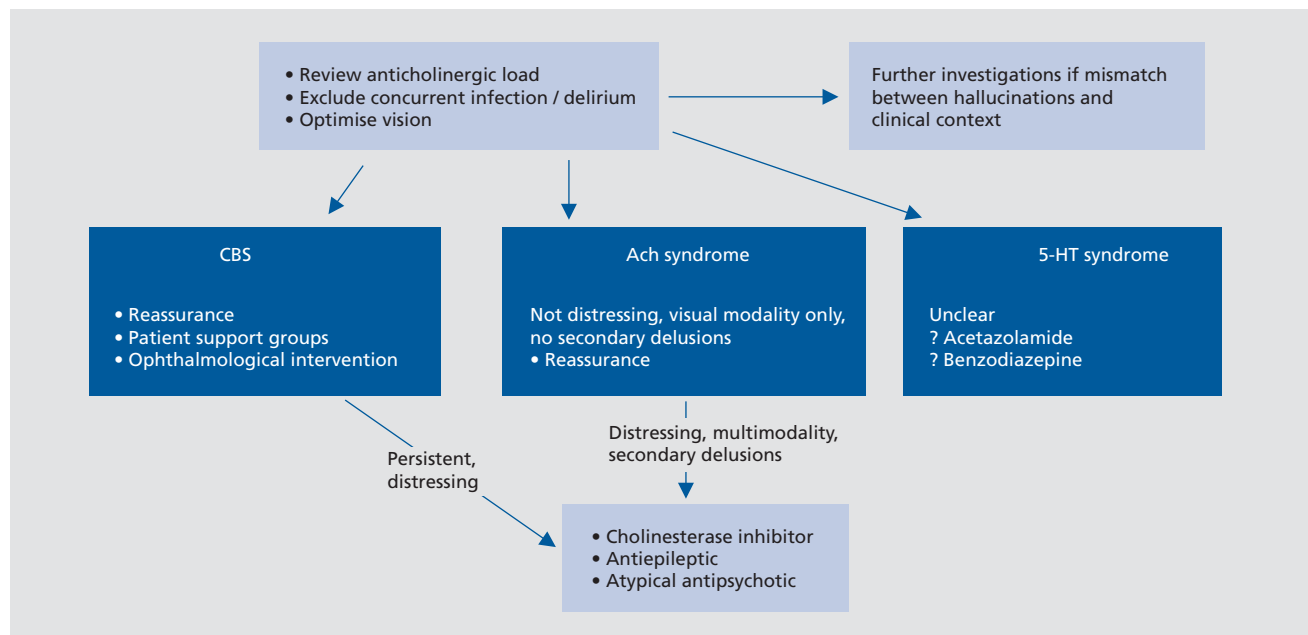 • Review anticholinergic load
• Exclude concurrent infection / delirium
• Optimise vision
Further investigations if mismatch
between hallucinations and
clinical context
CBS
• Reassurance
• Patient support groups
• Ophthalmological intervention
Ach syndrome
Not distressing, visual modality only,
no secondary delusions
• Reassurance
5-HT syndrome
Unclear
? Acetazolamide
? Benzodiazepine
Persistent,
distressing
Distressing, multimodality,
secondary delusions
• Cholinesterase inhibitor
• Antiepileptic
• Atypical antipsychotic